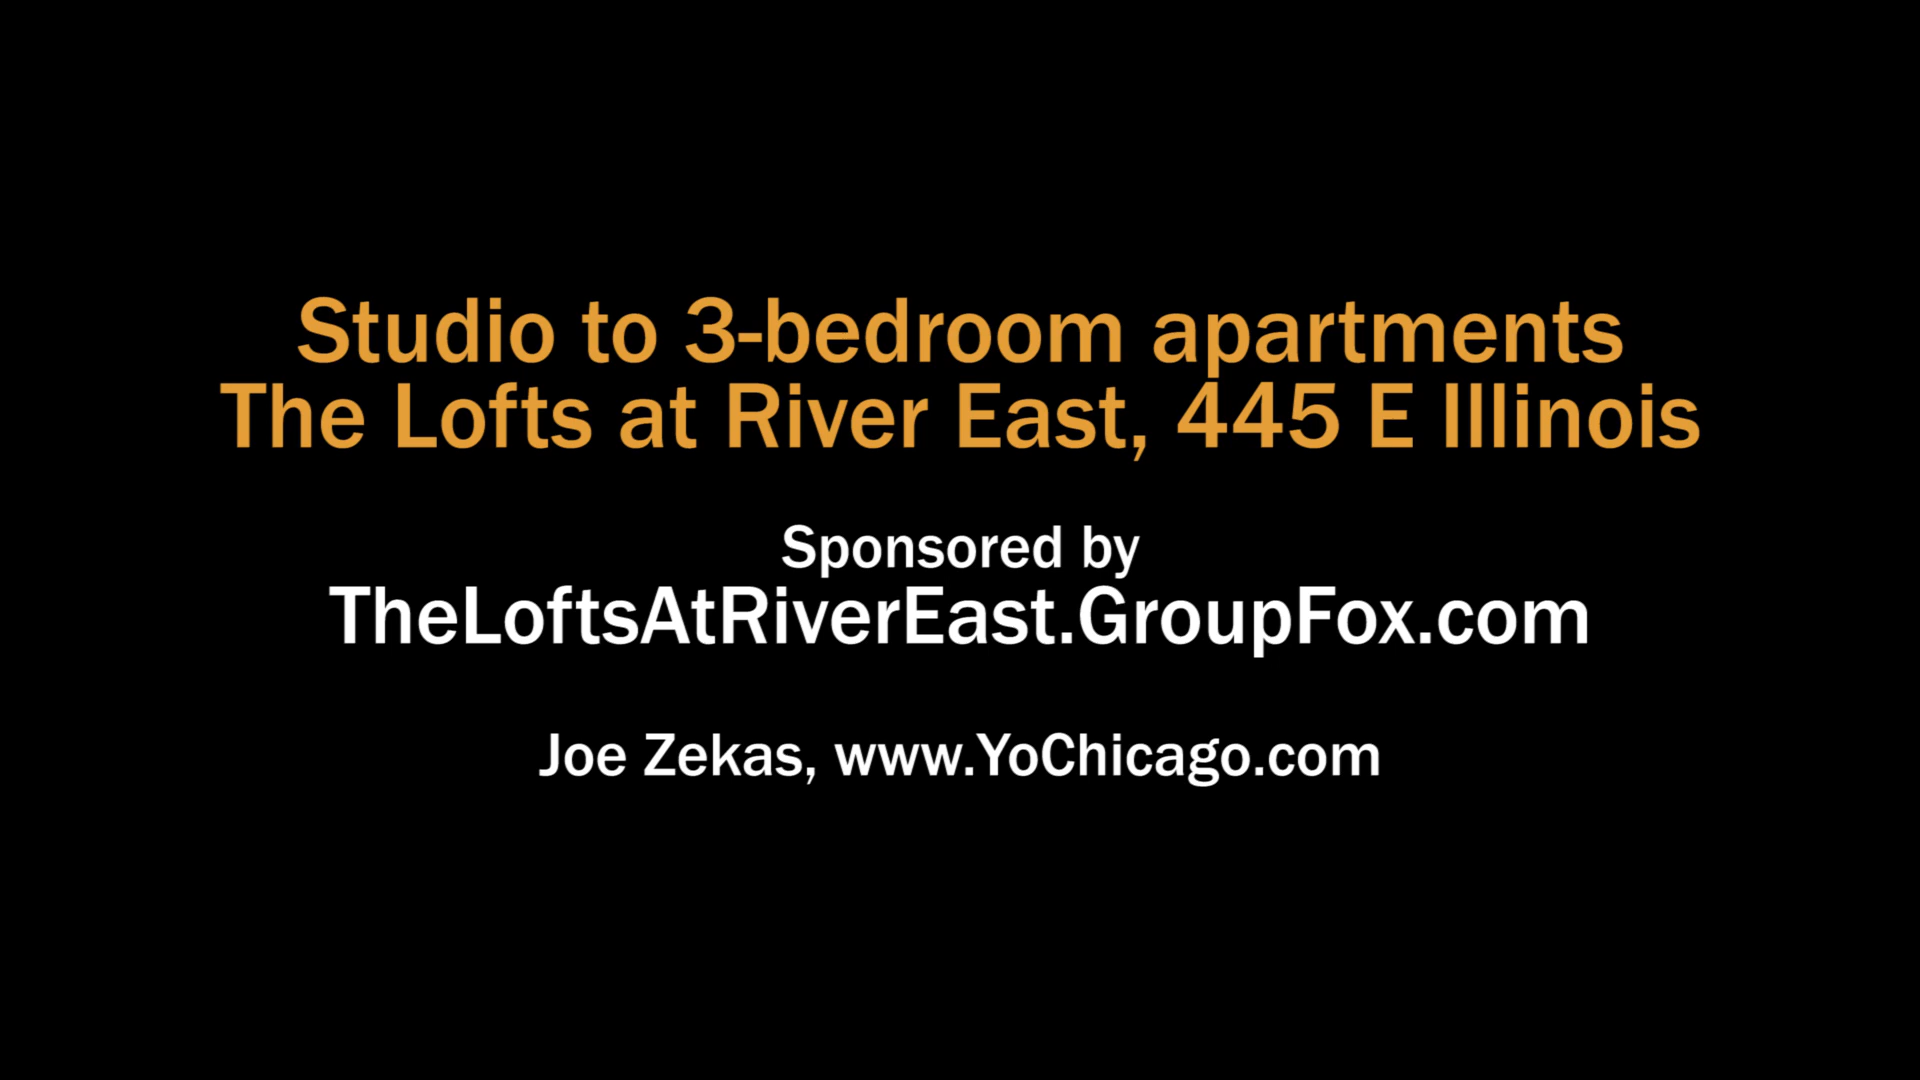 Studio to 3-bedroom apartments
The Lofts at River East, 445 E Illinois
Sponsored by
TheLoftsAtRiverEast.GroupFox.com
Joe Zekas, www.YoChicago.com